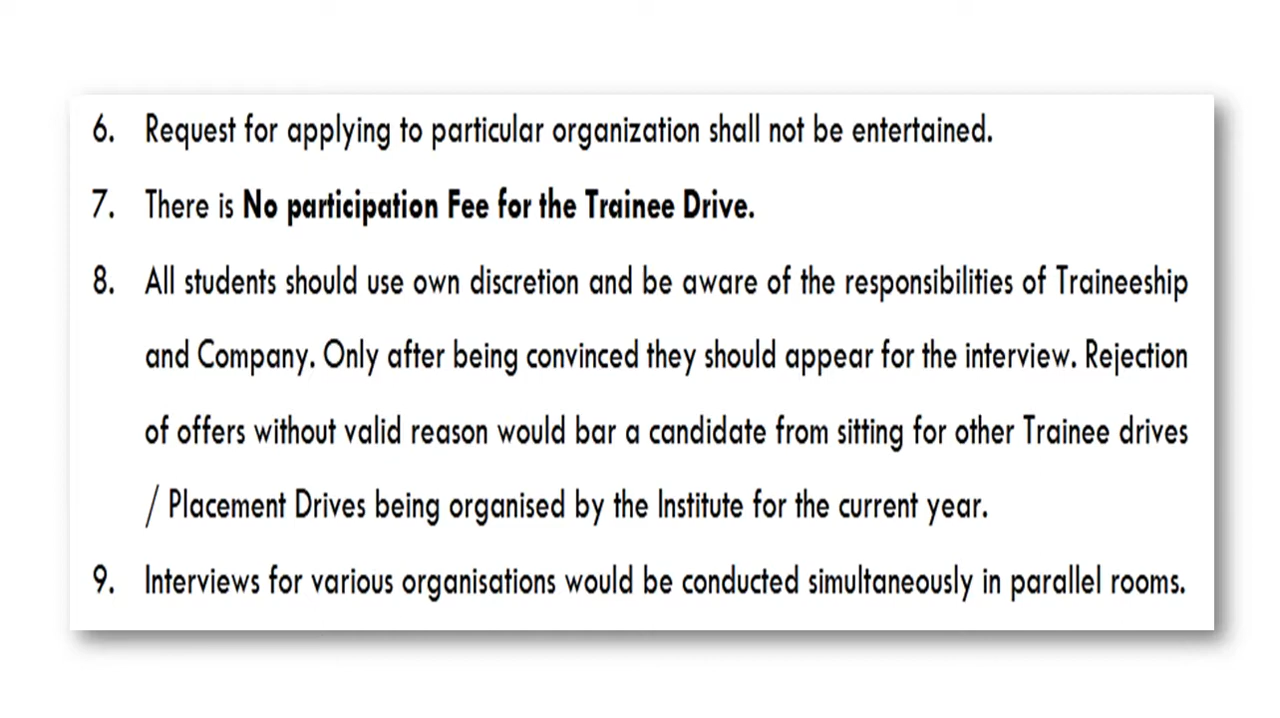 6. Request for applying to particular organization shall not be entertained.
7. There is No participation Fee for the Trainee Drive.
8. All students should use own discretion and be aware of the responsibilities of Traineeship
and Company. Only after being convinced they should appear for the interview. Rejection
of offers without valid reason would bar a candidate from sitting for other Trainee drives
/ Placement Drives being organised by the Institute for the current year.
9. Interviews for various organisations would be conducted simultaneously in parallel rooms.